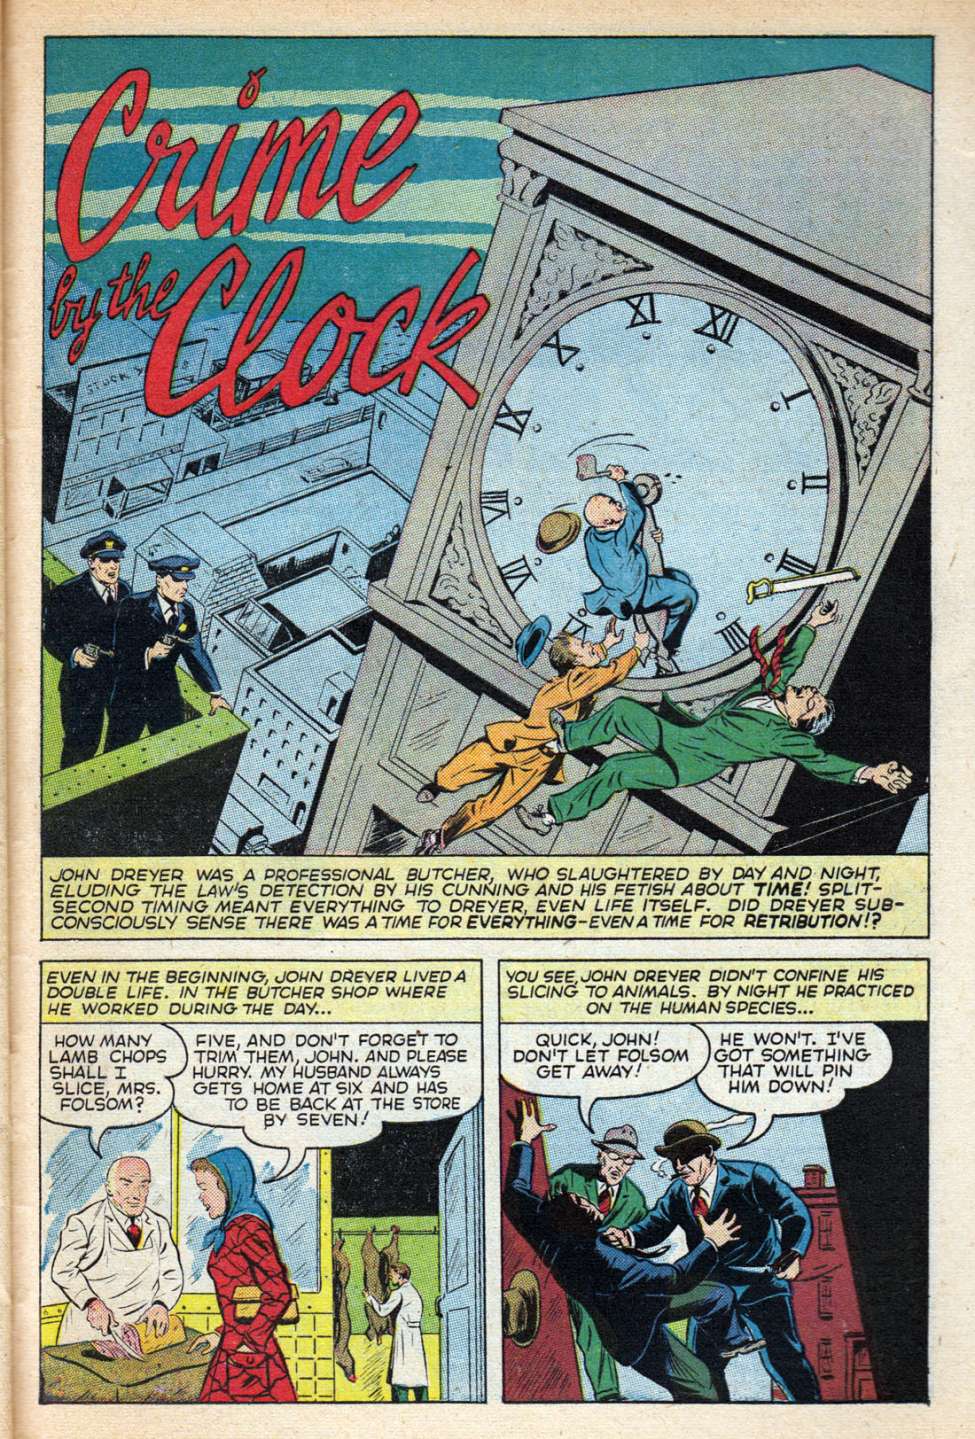 Crime
by the Clock
STOCK Y
XI
XII
I
II
III
IX
VIII
JOHN DREYER WAS A PROFESSIONAL BUTCHER, WHO SLAUGHTERED BY DAY AND NIGHT,
ELUDING THE LAW'S DETECTION BY HIS CUNNING AND HIS FETISH ABOUT TIME! SPLIT-
SECOND TIMING MEANT EVERYTHING TO DREYER, EVEN LIFE ITSELF. DID DREYER SUB-
CONSCIOUSLY SENSE THERE WAS A TIME FOR EVERYTHING—EVEN A TIME FOR RETRIBUTION!?
EVEN IN THE BEGINNING, JOHN DREYER LIVED A
DOUBLE LIFE. IN THE BUTCHER SHOP WHERE
HE WORKED DURING THE DAY...
HOW MANY
LAMB CHOPS
SHALL I
SLICE, MRS.
FOLSOM?
FIVE, AND DON'T FORGET TO
TRIM THEM, JOHN. AND PLEASE
HURRY. MY HUSBAND ALWAYS
GETS HOME AT SIX AND HAS
TO BE BACK AT THE STORE
BY SEVEN!
YOU SEE, JOHN DREYER DIDN'T CONFINE HIS
SLICING TO ANIMALS. BY NIGHT HE PRACTICED
ON THE HUMAN SPECIES...
QUICK, JOHN!
DON'T LET FOLSOM
GET AWAY!
HE WON'T. I'VE
GOT SOMETHING
THAT WILL PIN
HIM DOWN!